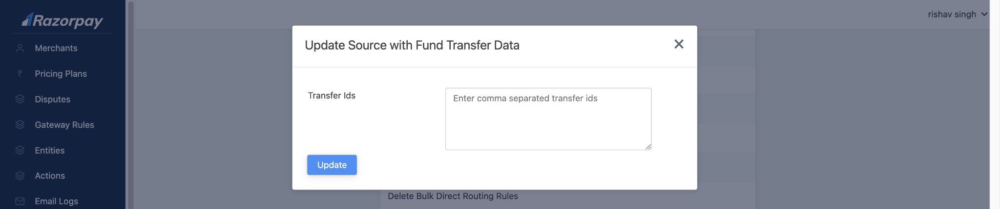 Razorpay
rishav singh
Merchants
Pricing Plans
Disputes
Gateway Rules
Entities
Actions
Email Logs
Update Source with Fund Transfer Data
Transfer Ids
Enter comma separated transfer ids
Update
Delete Bulk Direct Routing Rules